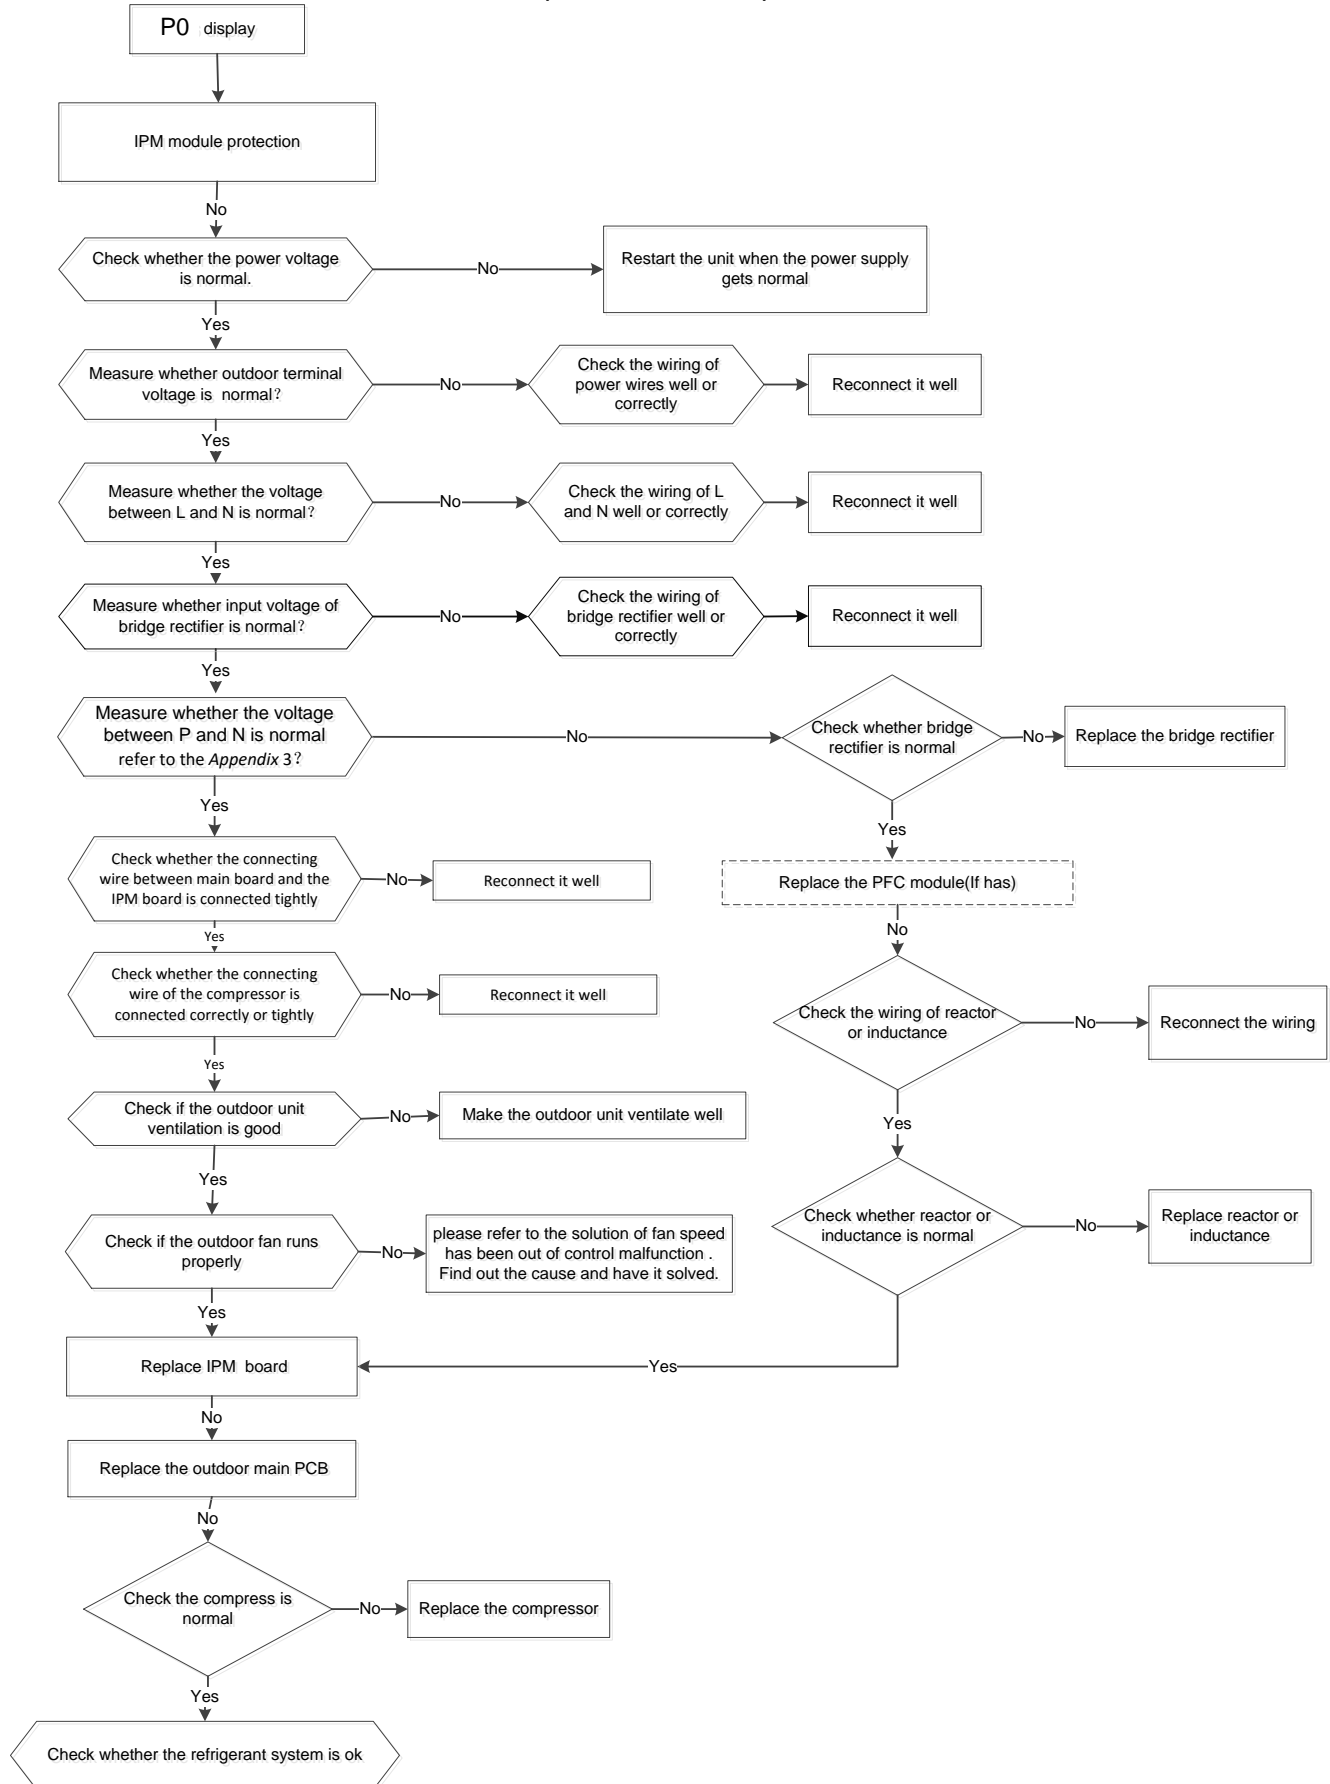 P0 display
IPM module protection
No
Check whether the power voltage
is normal.
No
Restart the unit when the power supply
gets normal
Yes
Measure whether outdoor terminal
voltage is normal?
No
Check the wiring of
power wires well or
correctly
Reconnect it well
Yes
Measure whether the voltage
between L and N is normal?
No
Check the wiring of L
and N well or correctly
Reconnect it well
Yes
Measure whether input voltage of
bridge rectifier is normal?
No
Check the wiring of
bridge rectifier well or
correctly
Reconnect it well
Yes
Measure whether the voltage
between P and N is normal
refer to the Appendix 3?
No
Check whether bridge
rectifier is normal
No
Replace the bridge rectifier
Yes
Yes
Check whether the connecting
wire between main board and the
IPM board is connected tightly
No
Reconnect it well
Replace the PFC module(If has)
No
Yes
Check whether the connecting
wire of the compressor is
connected correctly or tightly
No
Reconnect it well
Check the wiring of reactor
or inductance
No
Reconnect the wiring
Yes
Check if the outdoor unit
ventilation is good
No
Make the outdoor unit ventilate well
Yes
Yes
Check if the outdoor fan runs
properly
No
please refer to the solution of fan speed
has been out of control malfunction .
Find out the cause and have it solved.
Check whether reactor or
inductance is normal
No
Replace reactor or
inductance
Yes
Replace IPM board
Yes
No
Replace the outdoor main PCB
No
Check the compress is
normal
No
Replace the compressor
Yes
Check whether the refrigerant system is ok